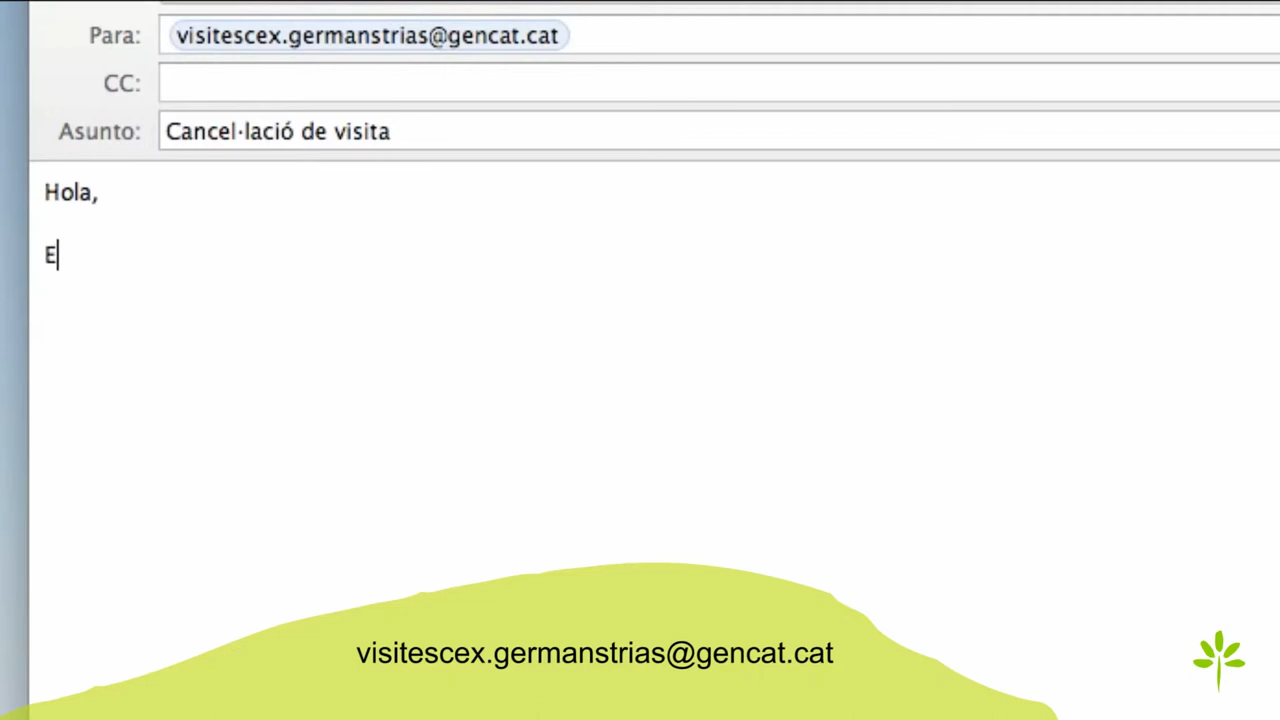 Para: visitescex.germanstrias@gencat.cat
CC:
Asunto: Cancel·lació de visita
Hola,
E
visitescex.germanstrias@gencat.cat